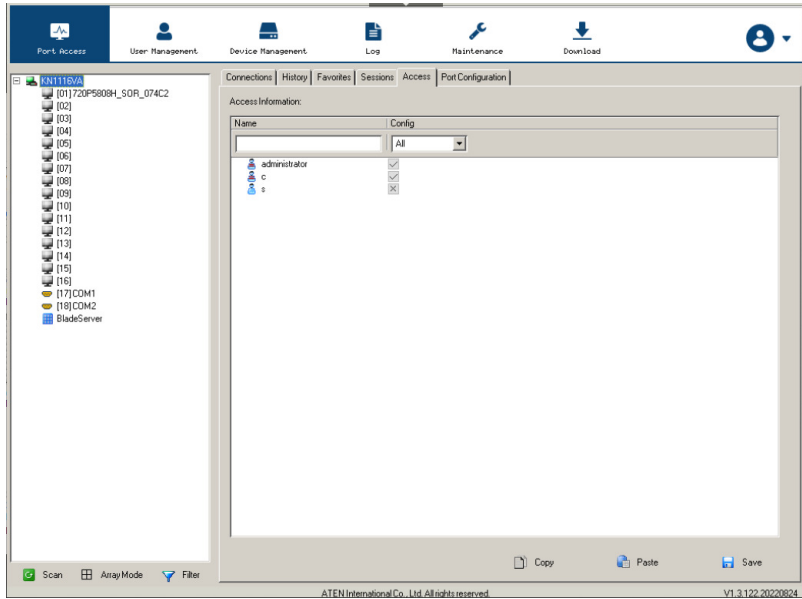 Port Access
User Management
Device Management
Log
Maintenance
Download
KN1116VA
[01]720P5808H_SOR_074C2
[02]
[03]
[04]
[05]
[06]
[07]
[08]
[09]
[10]
[11]
[12]
[13]
[14]
[15]
[16]
[17]COM1
[18]COM2
BladeServer
Scan
ArrayMode
Filter
Connections
History
Favorites
Sessions
Access
Port Configuration
Access Information:
Name
Config
All
administrator
c
s
Copy
Paste
Save
ATEN International Co., Ltd. All rights reserved.
V1.3.122.20220824